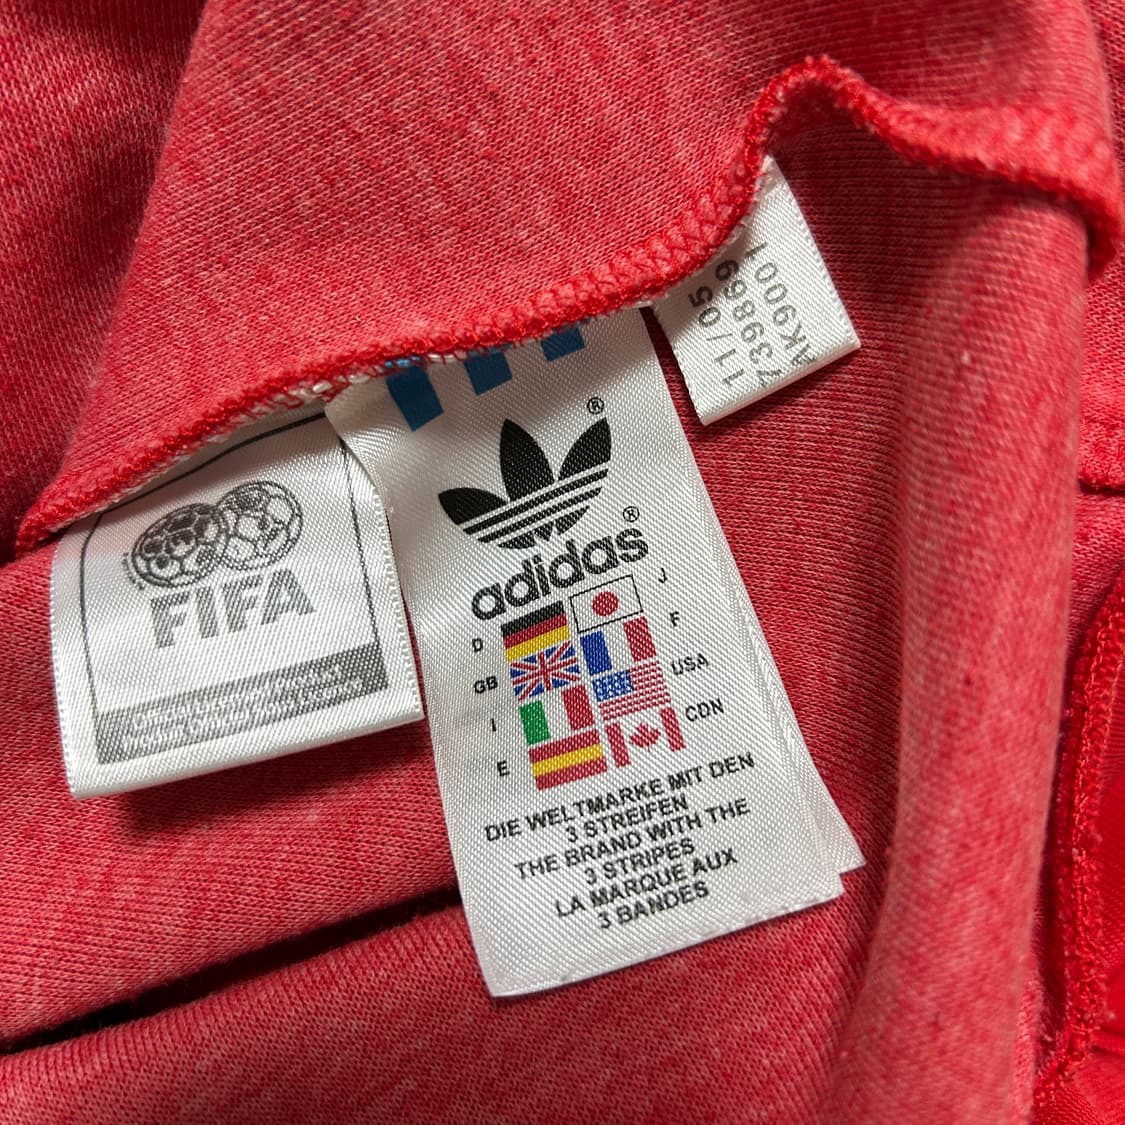 11/05
739869
AK9001
FIFA
®
adidas®
D
J
GB
F
I
USA
E
CDN
DIE WELTMARKE MIT DEN
3 STREIFEN
THE BRAND WITH THE
3 STRIPES
LA MARQUE AUX
3 BANDES